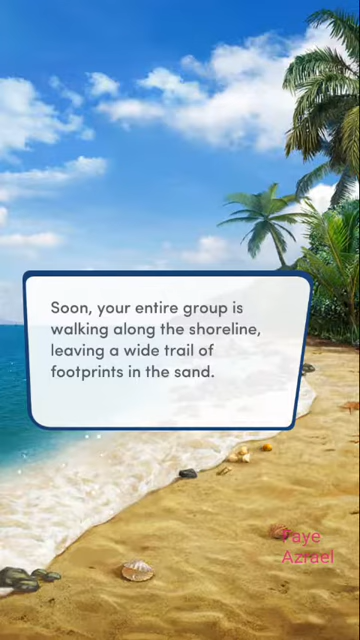 Soon, your entire group is
walking along the shoreline,
leaving a wide trail of
footprints in the sand.
Faye
Azrael